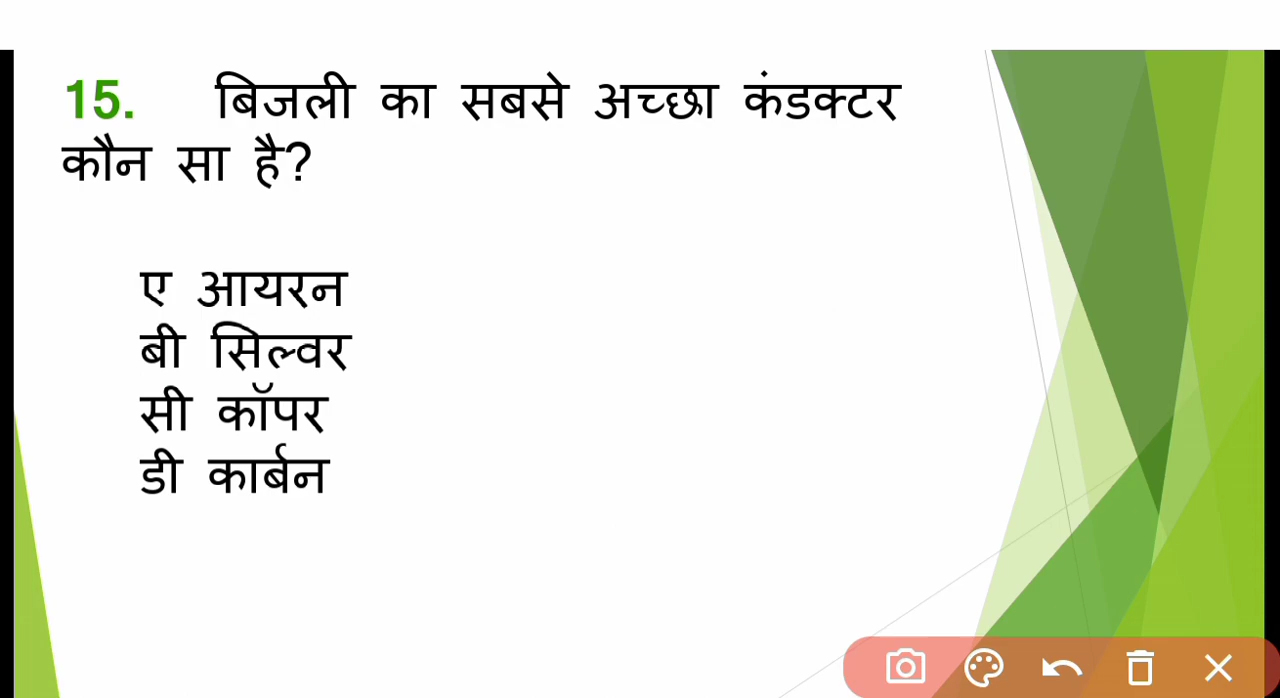 15. बिजली का सबसे अच्छा कंडक्टर
कौन सा है?
ए आयरन
बी सिल्वर
सी कॉपर
डी कार्बन